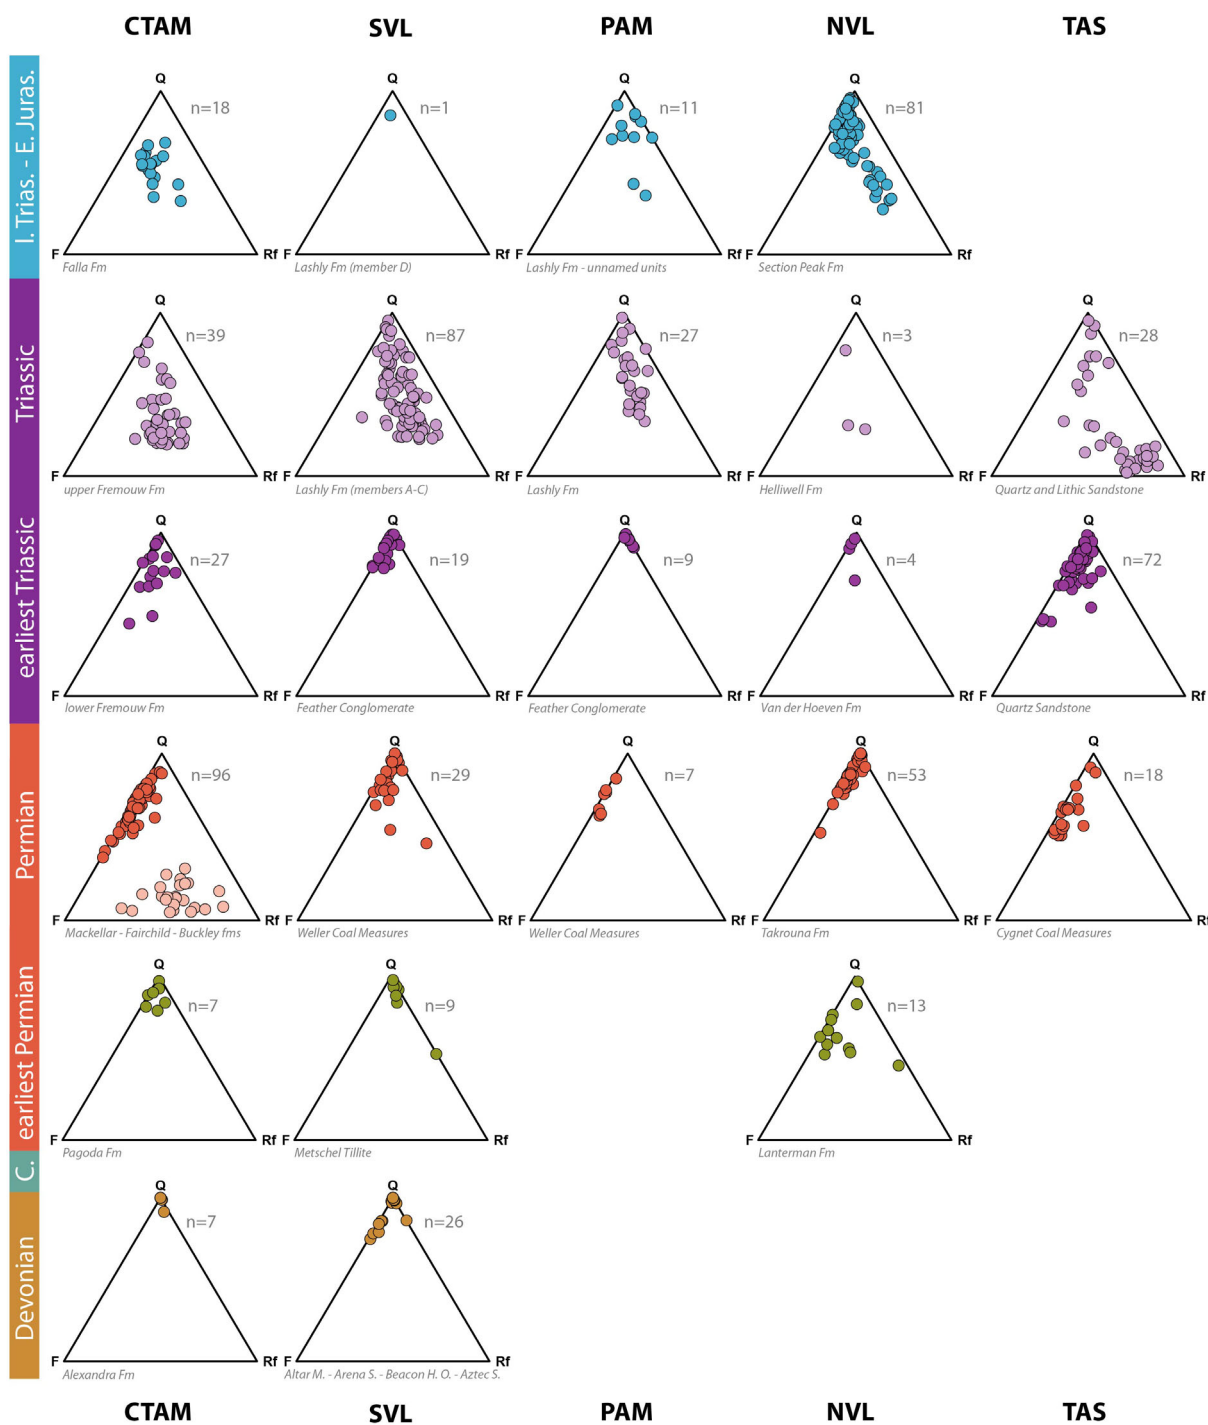 CTAM SVL PAM NVL TAS
l. Trias. - E. Juras.
Q Q Q Q
n=18 n=1 n=11 n=81
F Rf F Rf F Rf F Rf
Falla Fm Lashly Fm (member D) Lashly Fm - unnamed units Section Peak Fm
Triassic
Q Q Q Q Q
n=39 n=87 n=27 n=3 n=28
F Rf F Rf F Rf F Rf F Rf
upper Fremouw Fm Lashly Fm (members A-C) Lashly Fm Helliwell Fm Quartz and Lithic Sandstone
earliest Triassic
Q Q Q Q Q
n=27 n=19 n=9 n=4 n=72
F Rf F Rf F Rf F Rf F Rf
lower Fremouw Fm Feather Conglomerate Feather Conglomerate Van der Hoeven Fm Quartz Sandstone
Permian
Q Q Q Q Q
n=96 n=29 n=7 n=53 n=18
F Rf F Rf F Rf F Rf F Rf
Mackellar - Fairchild - Buckley fms Weller Coal Measures Weller Coal Measures Takrouna Fm Cygnet Coal Measures
earliest Permian
Q Q Q
n=7 n=9 n=13
F Rf F Rf F Rf
Pagoda Fm Metschel Tillite Lanterman Fm
C.
Devonian
Q Q
n=7 n=26
F Rf F Rf
Alexandra Fm Altar M. - Arena S. - Beacon H. O. - Aztec S.
CTAM SVL PAM NVL TAS